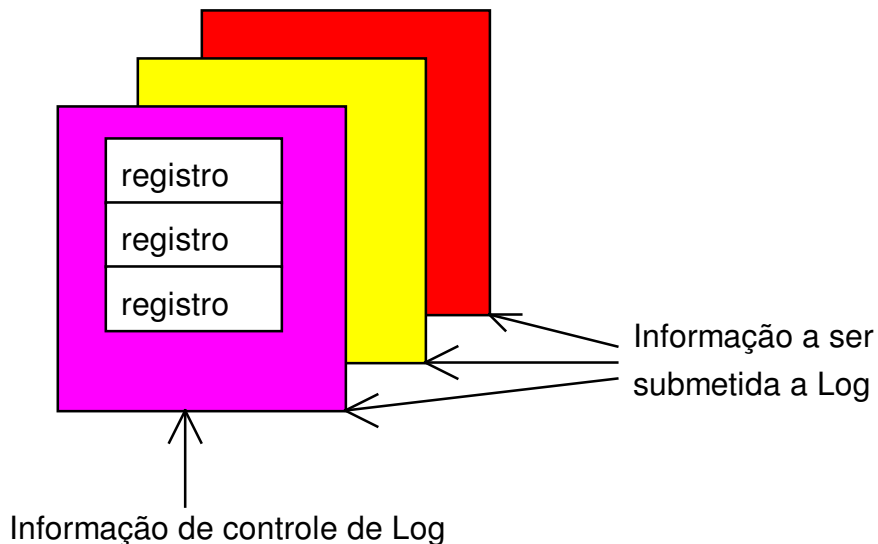 registro
registro
registro
Informação a ser
submetida a Log
Informação de controle de Log